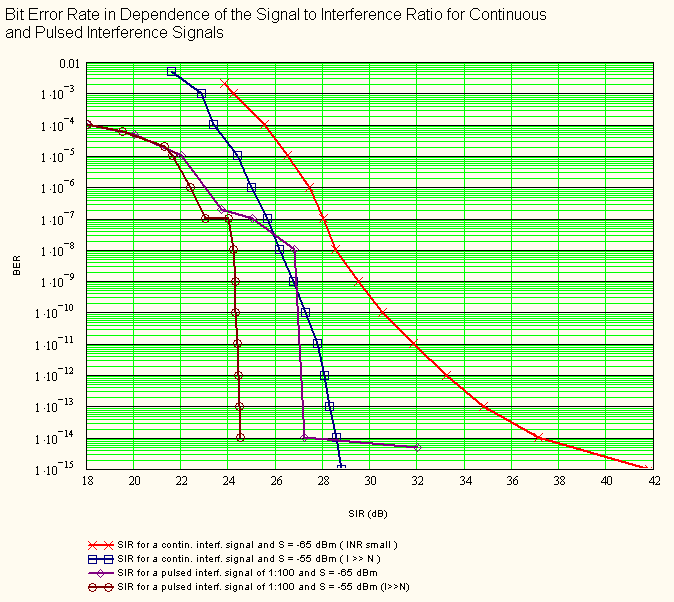 Bit Error Rate in Dependence of the Signal to Interference Ratio for Continuous
and Pulsed Interference Signals
0.01
1·10⁻³
1·10⁻⁴
1·10⁻⁵
1·10⁻⁶
1·10⁻⁷
1·10⁻⁸
1·10⁻⁹
1·10⁻¹⁰
1·10⁻¹¹
1·10⁻¹²
1·10⁻¹³
1·10⁻¹⁴
1·10⁻¹⁵
BER
18 20 22 24 26 28 30 32 34 36 38 40 42
SIR (dB)
SIR for a contin. interf. signal and S = -65 dBm ( INR small )
SIR for a contin. interf. signal and S = -55 dBm ( I >> N )
SIR for a pulsed interf. signal of 1:100 and S = -65 dBm
SIR for a pulsed interf. signal of 1:100 and S = -55 dBm (I>>N)